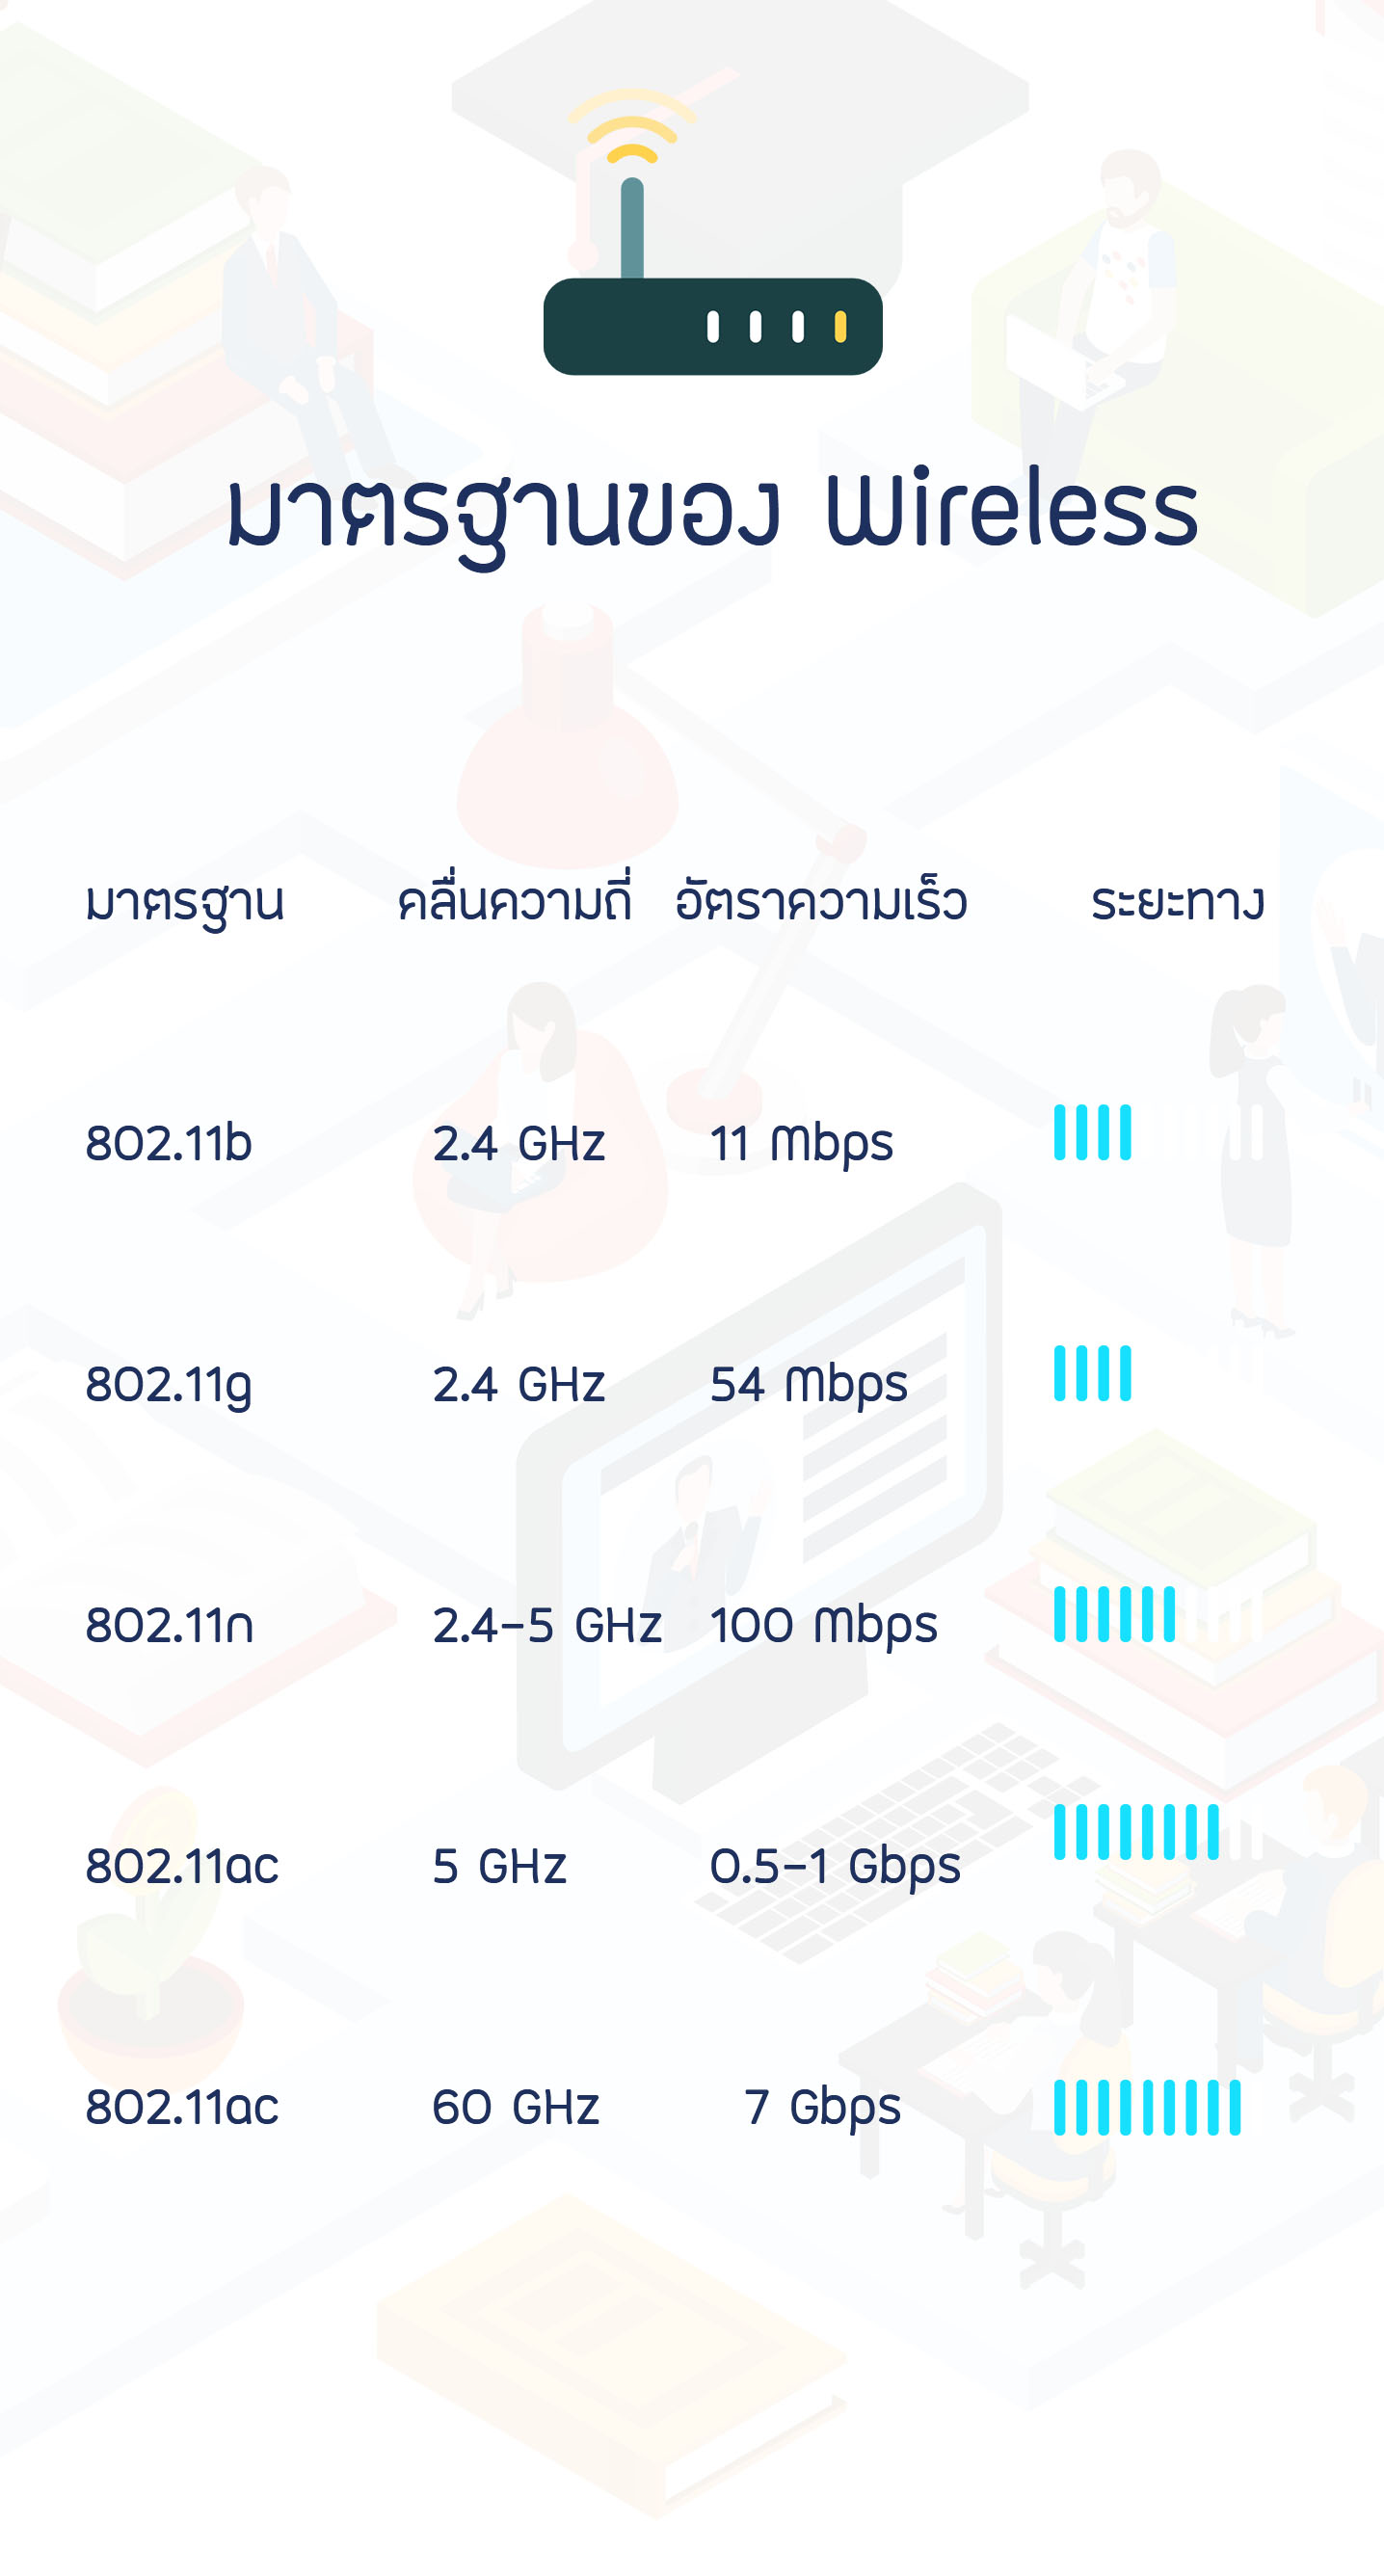 มาตรฐานของ Wireless
มาตรฐาน คลื่นความถี่ อัตราความเร็ว ระยะทาง
802.11b 2.4 GHz 11 Mbps
802.11g 2.4 GHz 54 Mbps
802.11n 2.4-5 GHz 100 Mbps
802.11ac 5 GHz 0.5-1 Gbps
802.11ac 60 GHz 7 Gbps